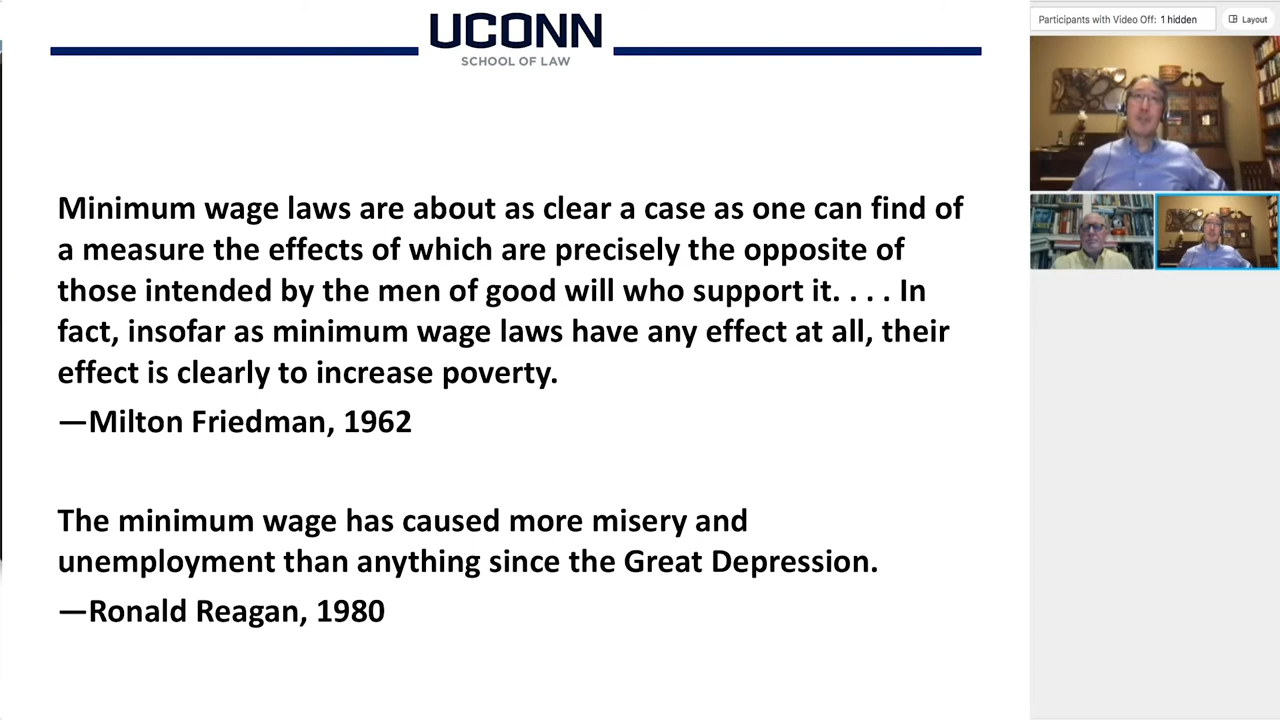 UCONN
SCHOOL OF LAW
Participants with Video Off: 1 hidden
Layout
Minimum wage laws are about as clear a case as one can find of
a measure the effects of which are precisely the opposite of
those intended by the men of good will who support it. . . . In
fact, insofar as minimum wage laws have any effect at all, their
effect is clearly to increase poverty.
—Milton Friedman, 1962
The minimum wage has caused more misery and
unemployment than anything since the Great Depression.
—Ronald Reagan, 1980